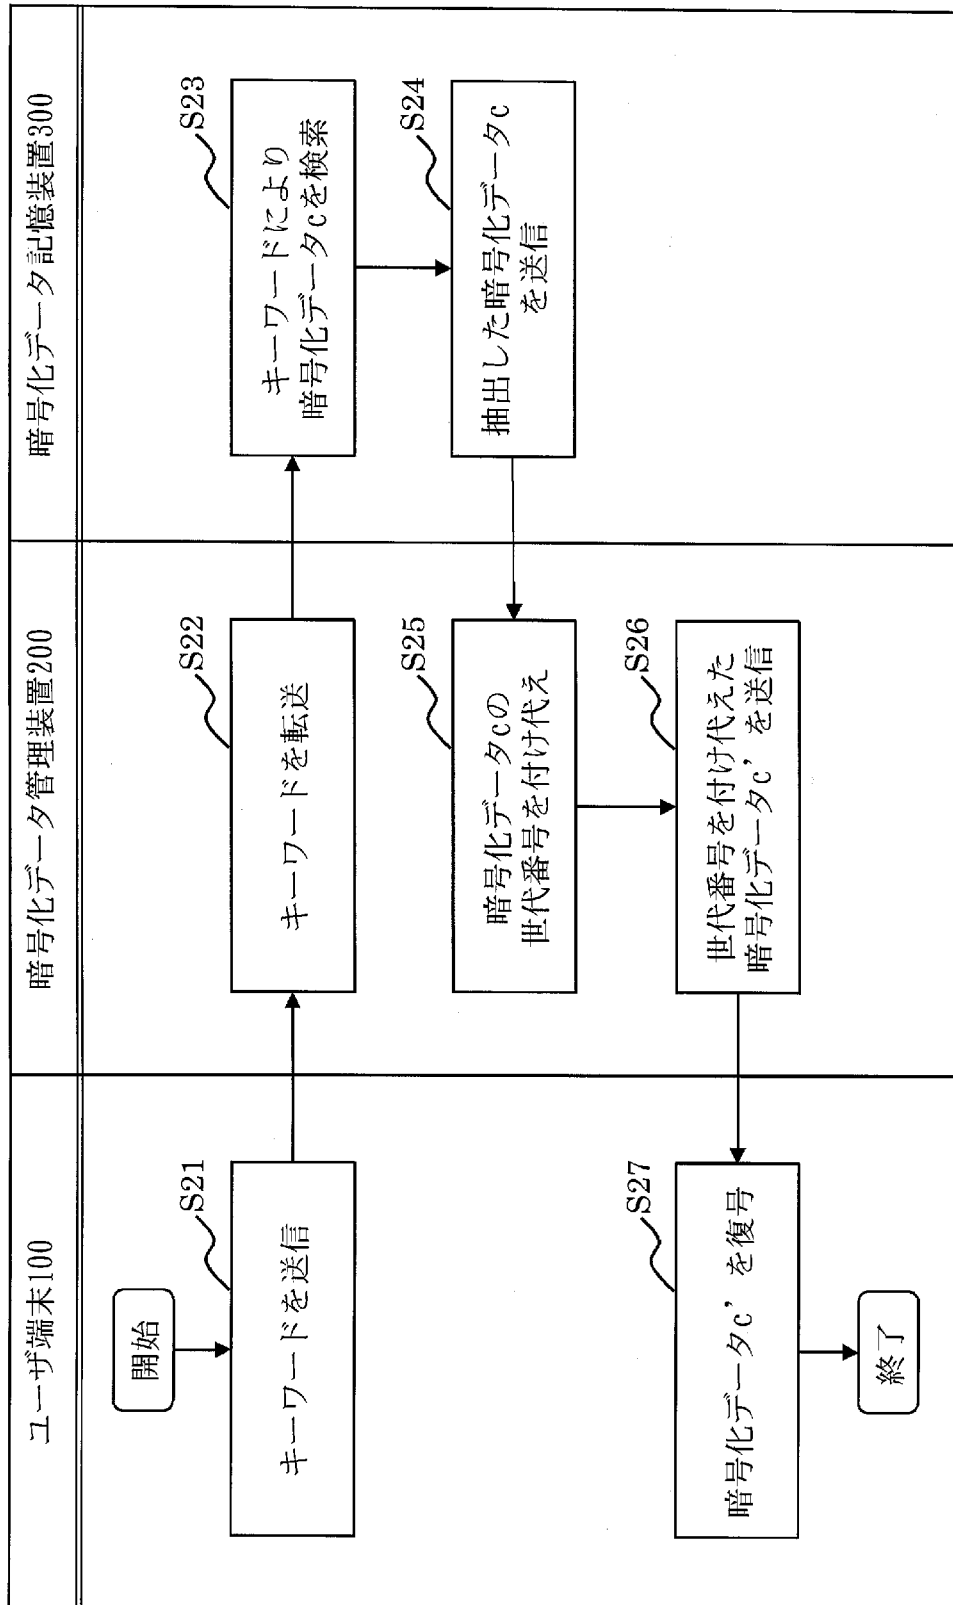 ユーザ端末100
暗号化データ管理装置200
暗号化データ記憶装置300
開始
S21
キーワードを送信
S22
キーワードを転送
S23
キーワードにより
暗号化データcを検索
S24
抽出した暗号化データc
を送信
S25
暗号化データcの
世代番号を付け代え
S26
世代番号を付け代えた
暗号化データc’を送信
S27
暗号化データc’を復号
終了